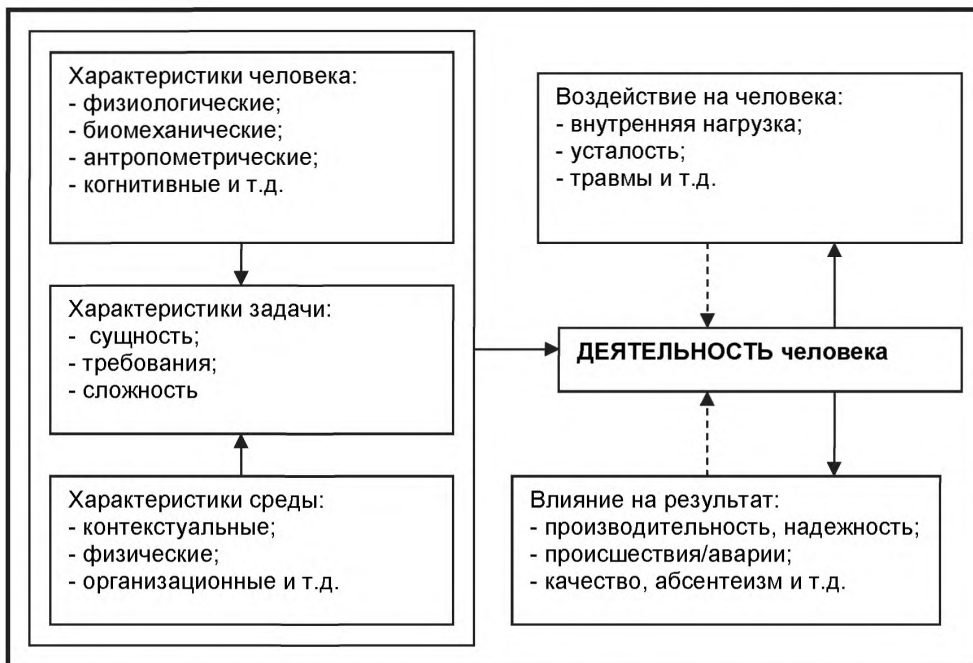 Характеристики человека:
- физиологические;
- биомеханические;
- антропометрические;
- когнитивные и т.д.
Характеристики задачи:
- сущность;
- требования;
- сложность
Характеристики среды:
- контекстуальные;
- физические;
- организационные и т.д.
Воздействие на человека:
- внутренняя нагрузка;
- усталость;
- травмы и т.д.
ДЕЯТЕЛЬНОСТЬ человека
Влияние на результат:
- производительность, надежность;
- происшествия/аварии;
- качество, абсентеизм и т.д.